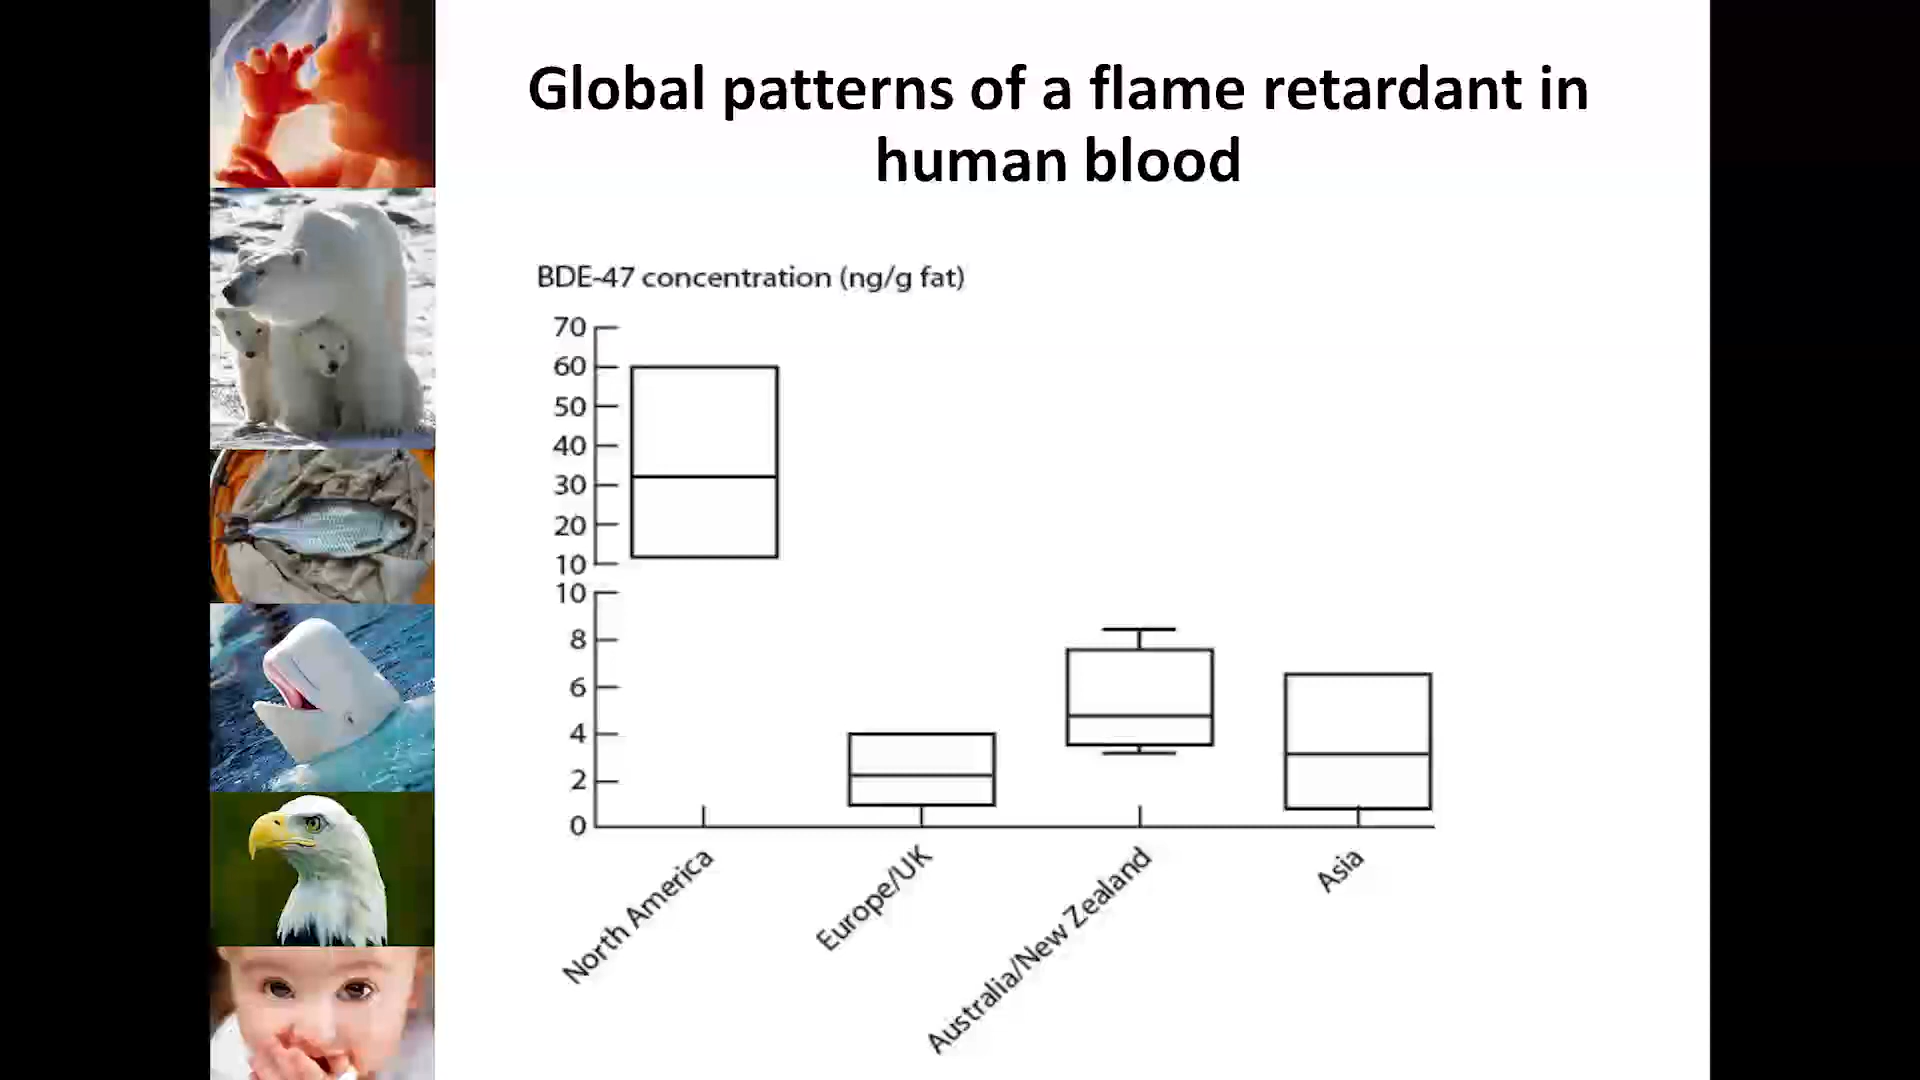 Global patterns of a flame retardant in
human blood
BDE-47 concentration (ng/g fat)
70
60
50
40
30
20
10
10
8
6
4
2
0
North America
Europe/UK
Australia/New Zealand
Asia